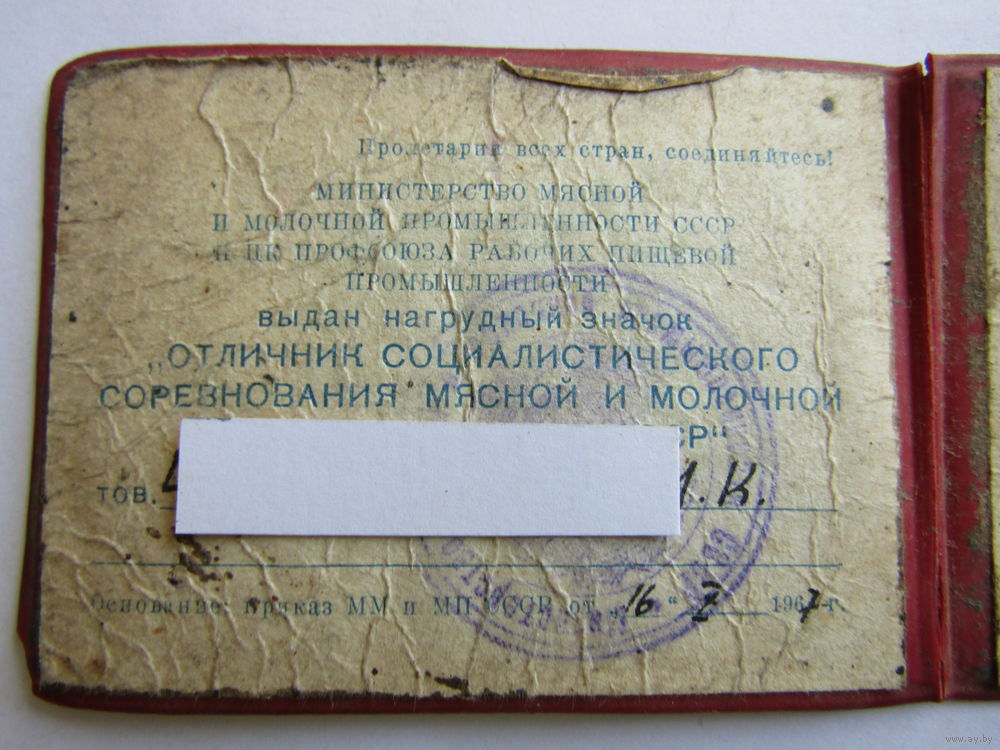 Пролетарии всех стран, соединяйтесь!
МИНИСТЕРСТВО МЯСНОЙ
И МОЛОЧНОЙ ПРОМЫШЛЕННОСТИ СССР
И ЦК ПРОФСОЮЗА РАБОЧИХ ПИЩЕВОЙ
ПРОМЫШЛЕННОСТИ
выдан нагрудный значок
„ОТЛИЧНИК СОЦИАЛИСТИЧЕСКОГО
СОРЕВНОВАНИЯ МЯСНОЙ И МОЛОЧНОЙ
СР“
тов. К.
Основание: приказ ММ и МП СССР от „16“ 1967 г.
www.ay.by